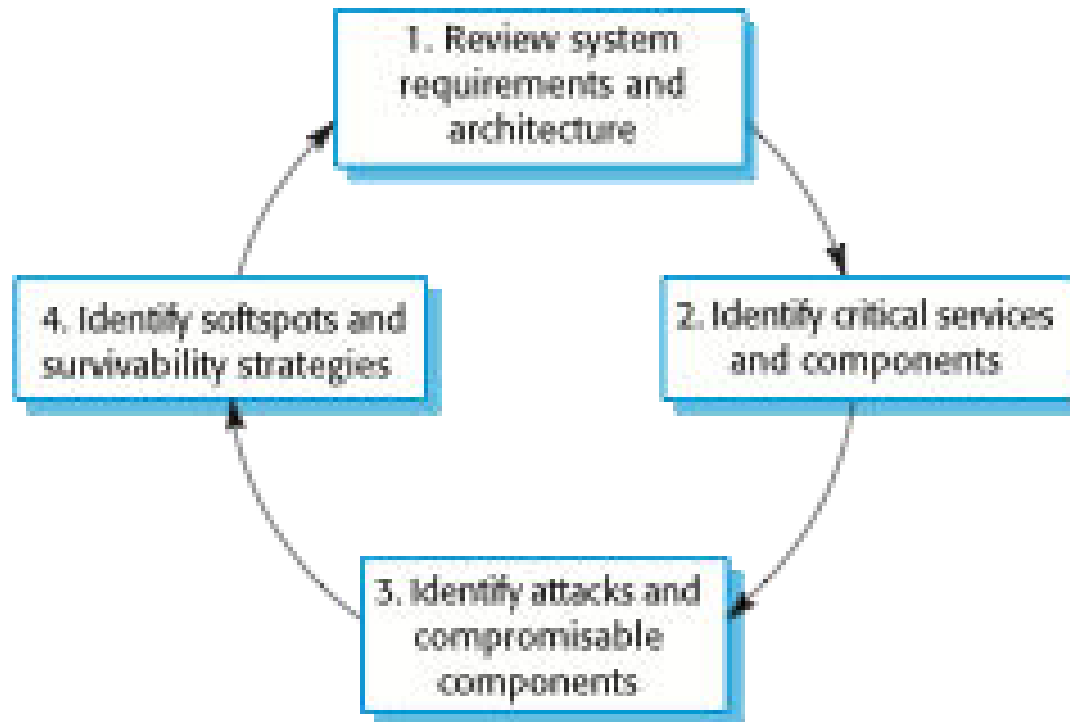 1. Review system
requirements and
architecture
2. Identify critical services
and components
3. Identify attacks and
compromisable
components
4. Identify softspots and
survivability strategies